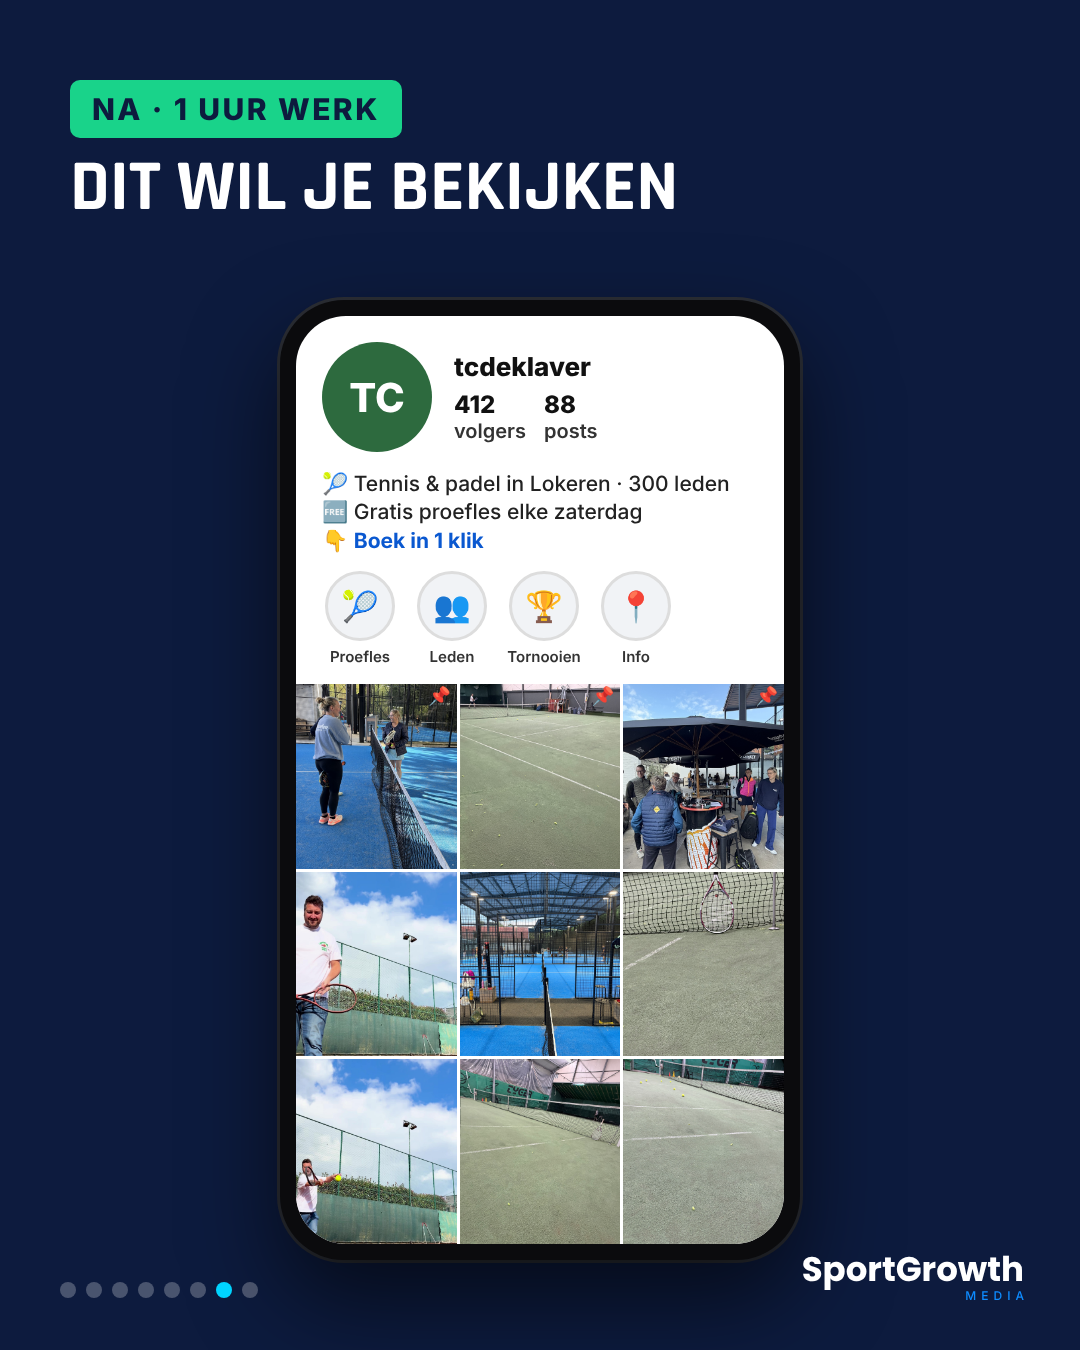 NA · 1 UUR WERK
DIT WIL JE BEKIJKEN
TC
tcdeklaver
412 88
volgers posts
🎾 Tennis & padel in Lokeren · 300 leden
🆓 Gratis proefles elke zaterdag
👇 Boek in 1 klik
Proefles Leden Tornooien Info
SportGrowth
MEDIA